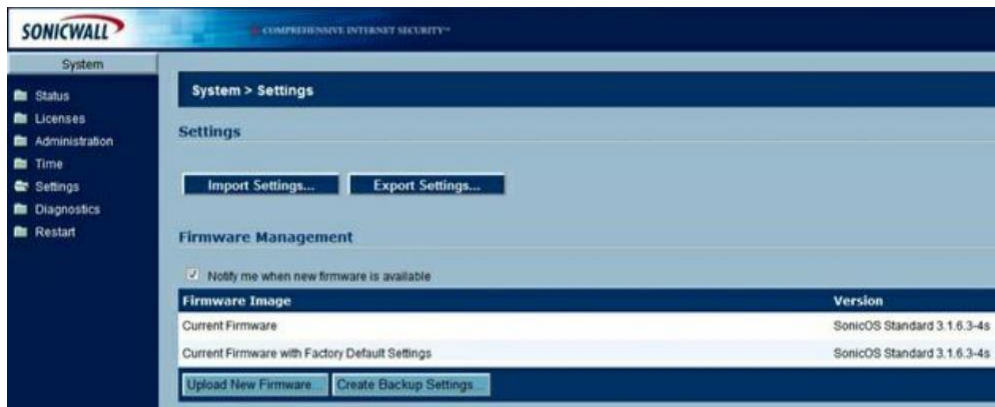 SONICWALL
COMPREHENSIVE INTERNET SECURITY™
System
Status
Licenses
Administration
Time
Settings
Diagnostics
Restart
System > Settings
Settings
Import Settings... Export Settings...
Firmware Management
Notify me when new firmware is available
Firmware Image Version
Current Firmware SonicOS Standard 3.1.6.3-4s
Current Firmware with Factory Default Settings SonicOS Standard 3.1.6.3-4s
Upload New Firmware... Create Backup Settings...